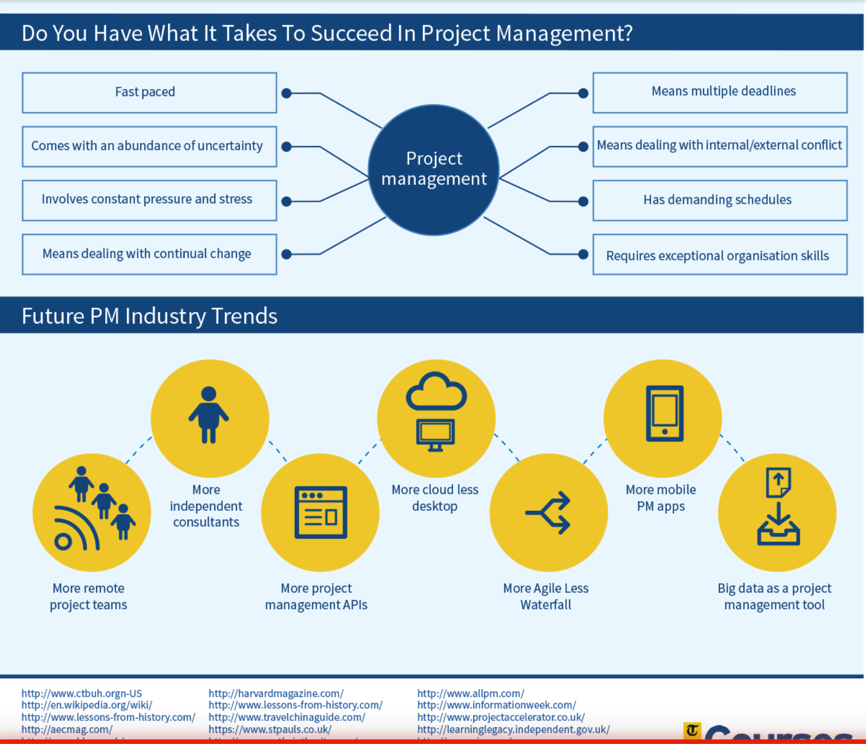 Do You Have What It Takes To Succeed In Project Management?
Fast paced
Comes with an abundance of uncertainty
Involves constant pressure and stress
Means dealing with continual change
Project
management
Means multiple deadlines
Means dealing with internal/external conflict
Has demanding schedules
Requires exceptional organisation skills
Future PM Industry Trends
More remote
project teams
More
independent
consultants
More project
management APIs
More cloud less
desktop
More Agile Less
Waterfall
More mobile
PM apps
Big data as a project
management tool
http://www.ctbuh.orgn-US
http://en.wikipedia.org/wiki/
http://www.lessons-from-history.com/
http://aecmag.com/
http://harvardmagazine.com/
http://www.lessons-from-history.com/
http://www.travelchinaguide.com/
https://www.stpauls.co.uk/
http://www.allpm.com/
http://www.informationweek.com/
http://www.projectaccelerator.co.uk/
http://learninglegacy.independent.gov.uk/
T
Courses